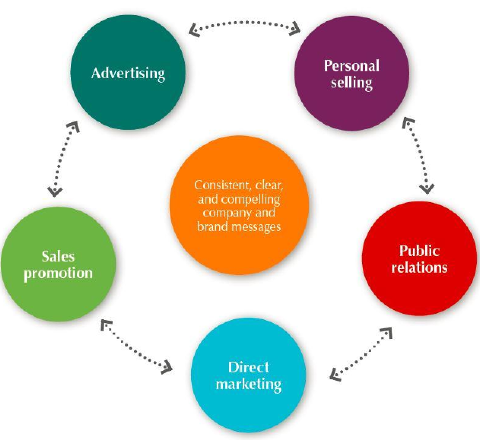 Advertising
Personal
selling
Consistent, clear,
and compelling
company and
brand messages
Sales
promotion
Public
relations
Direct
marketing